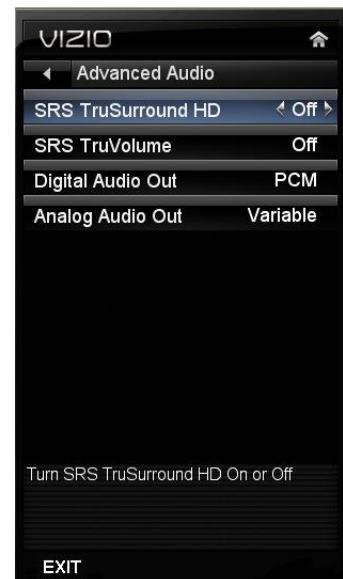 VIZIO
Advanced Audio
SRS TruSurround HD Off
SRS TruVolume Off
Digital Audio Out PCM
Analog Audio Out Variable
Turn SRS TruSurround HD On or Off
EXIT